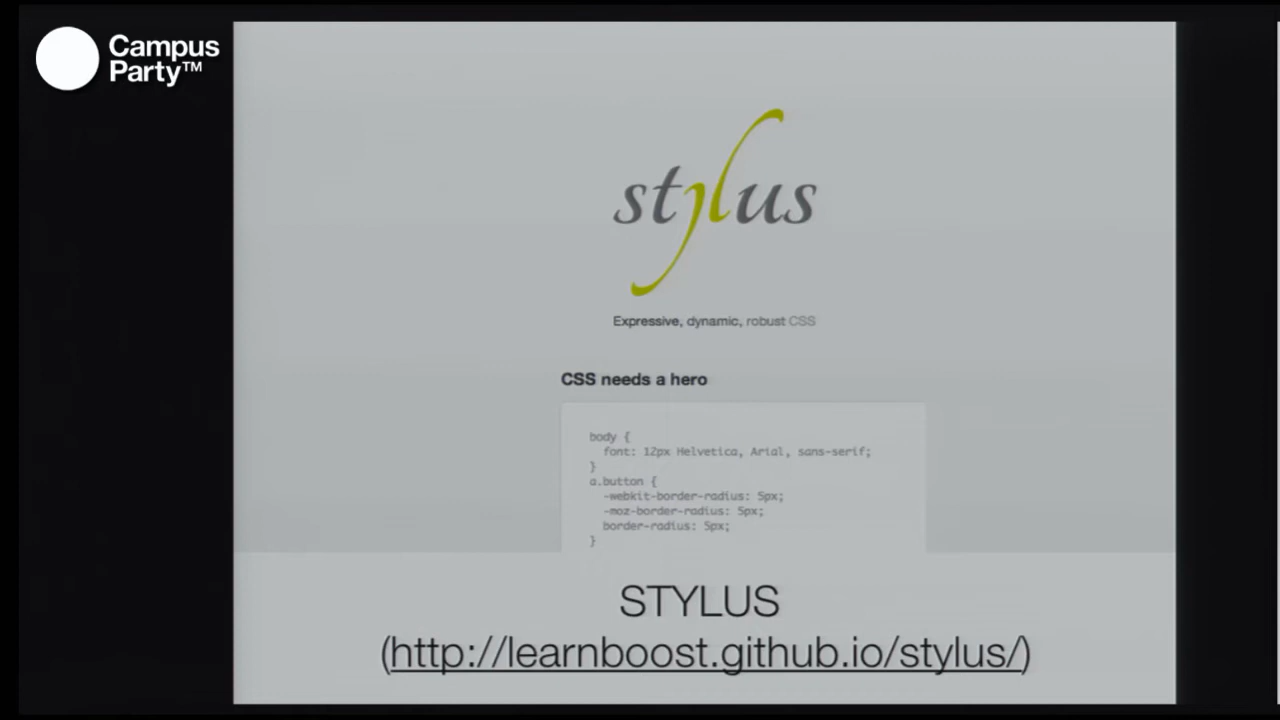 Campus
Party™
stylus
Expressive, dynamic, robust CSS
CSS needs a hero
body {
font: 12px Helvetica, Arial, sans-serif;
}
a.button {
-webkit-border-radius: 5px;
-moz-border-radius: 5px;
border-radius: 5px;
}
STYLUS
(http://learnboost.github.io/stylus/)